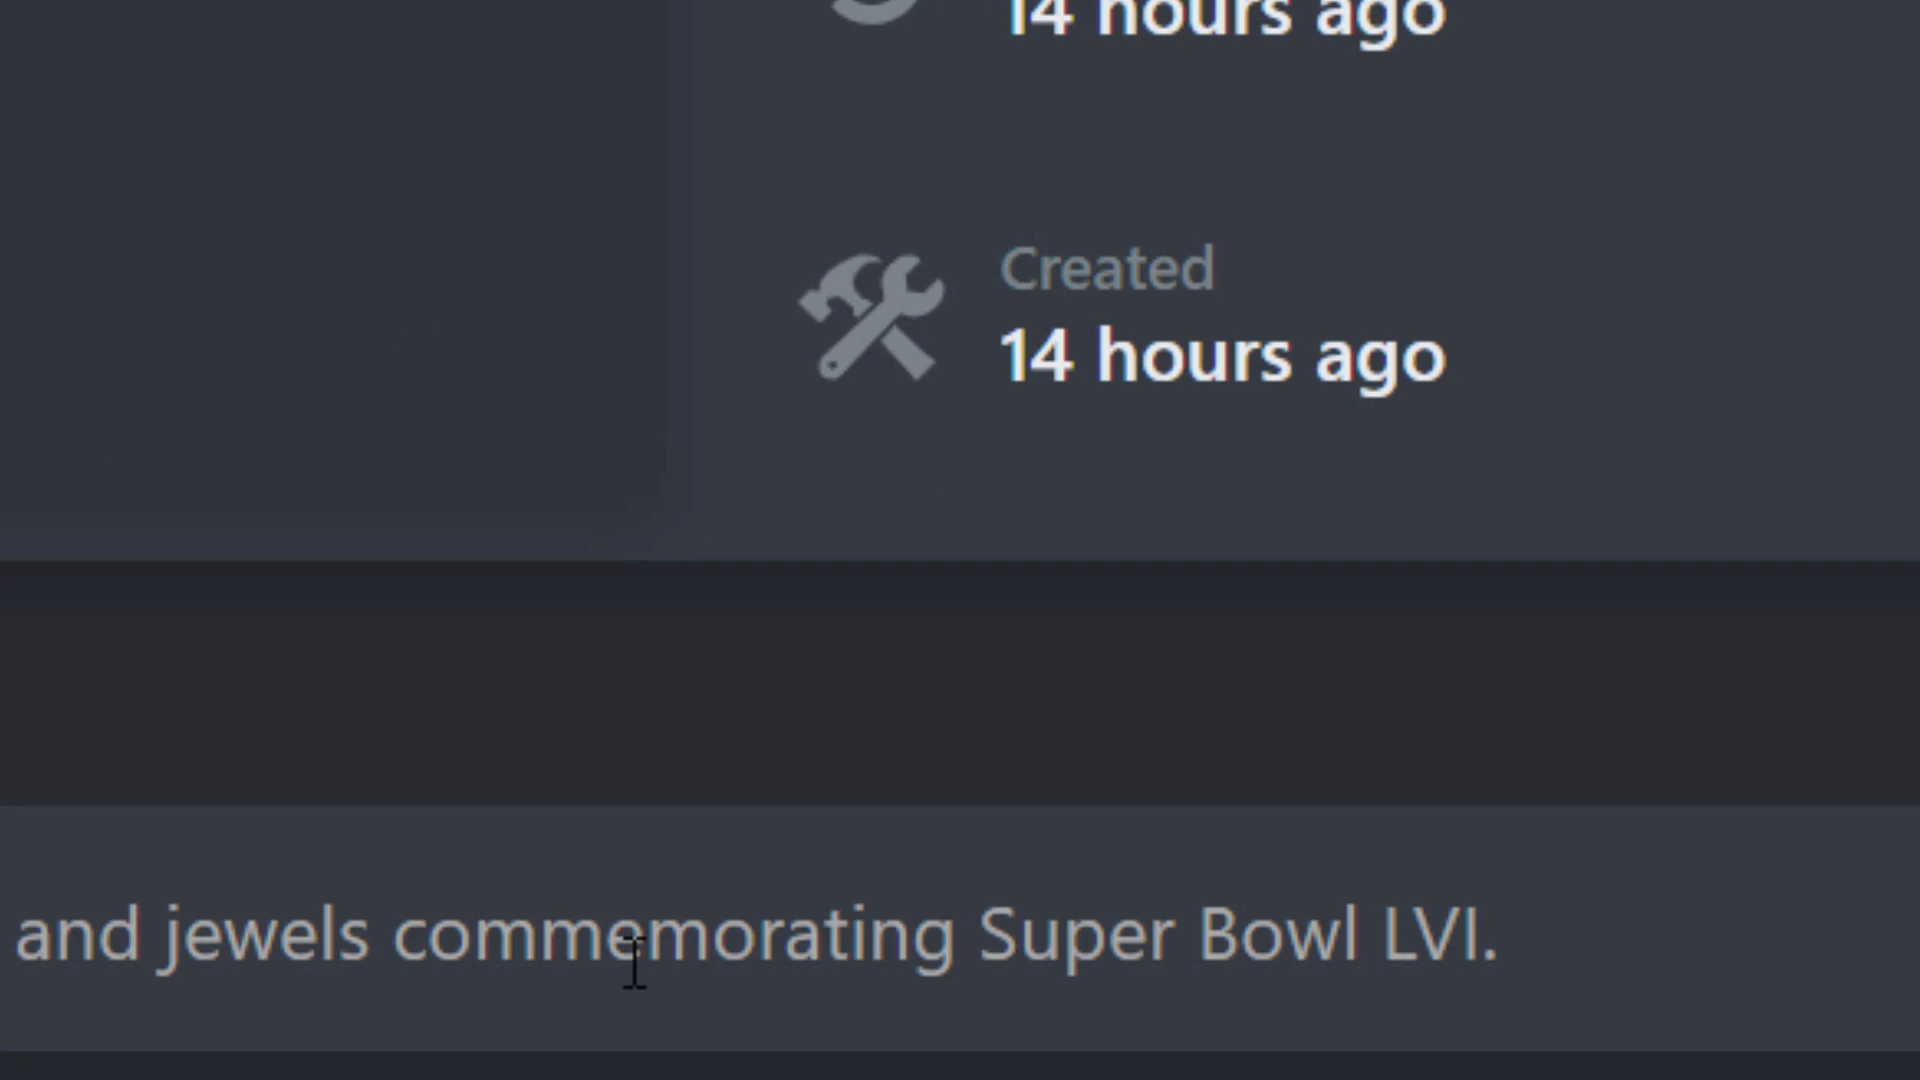 14 hours ago
Created
14 hours ago
and jewels commemorating Super Bowl LVI.